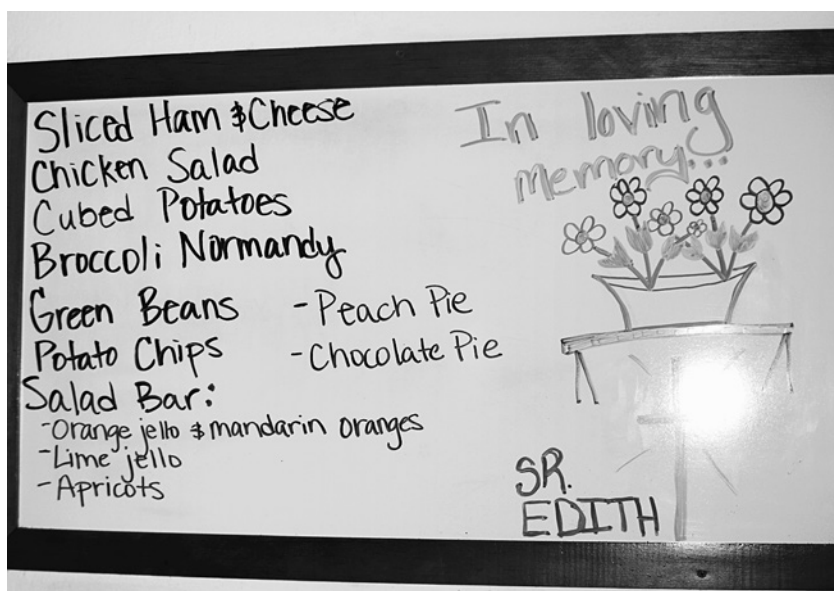 Sliced Ham & Cheese
Chicken Salad
Cubed Potatoes
Broccoli Normandy
Green Beans
Potato Chips
- Peach Pie
- Chocolate Pie
Salad Bar:
- Orange jello & mandarin oranges
- Lime jello
- Apricots
In loving
memory...
SR.
EDITH